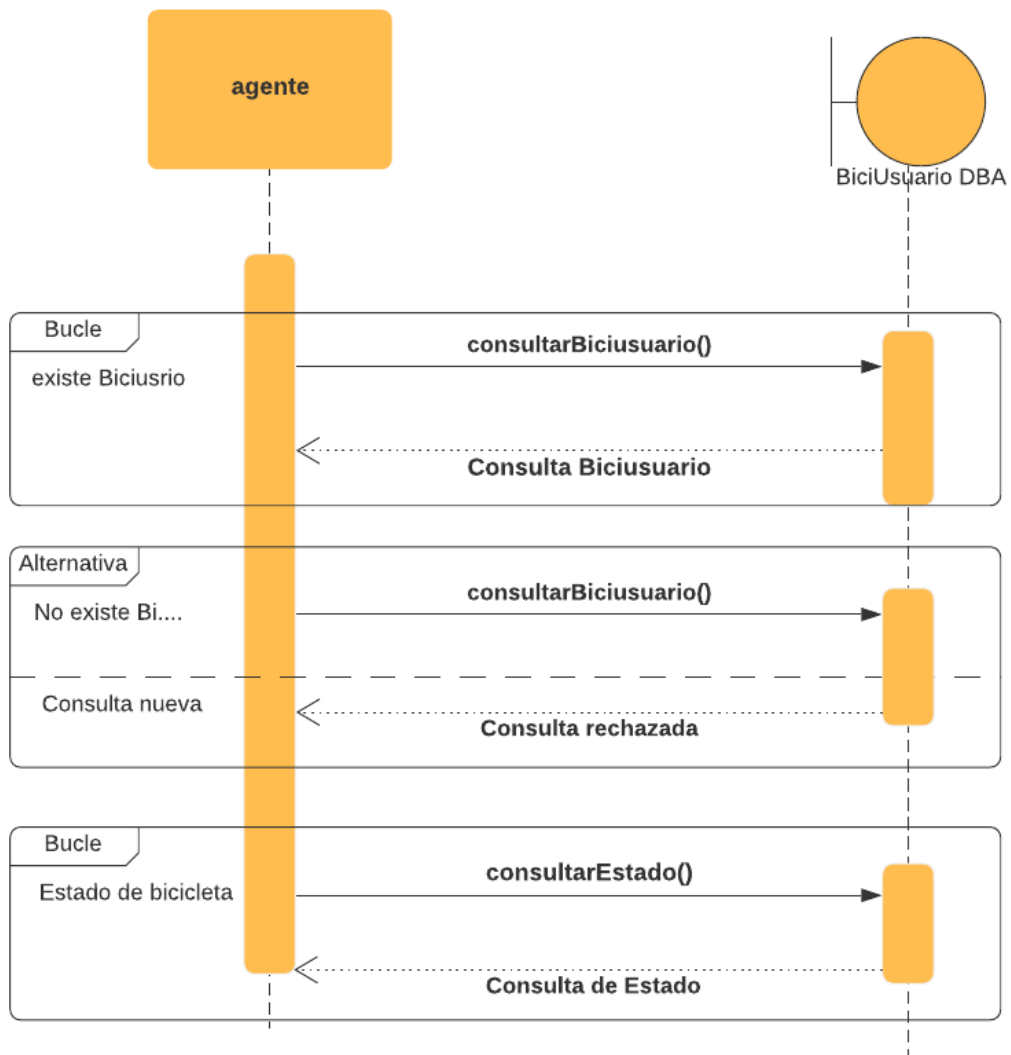 agente
BiciUsuario DBA
Bucle
existe Biciusrio
consultarBiciusuario()
Consulta Biciusuario
Alternativa
No existe Bi....
consultarBiciusuario()
Consulta nueva
Consulta rechazada
Bucle
Estado de bicicleta
consultarEstado()
Consulta de Estado